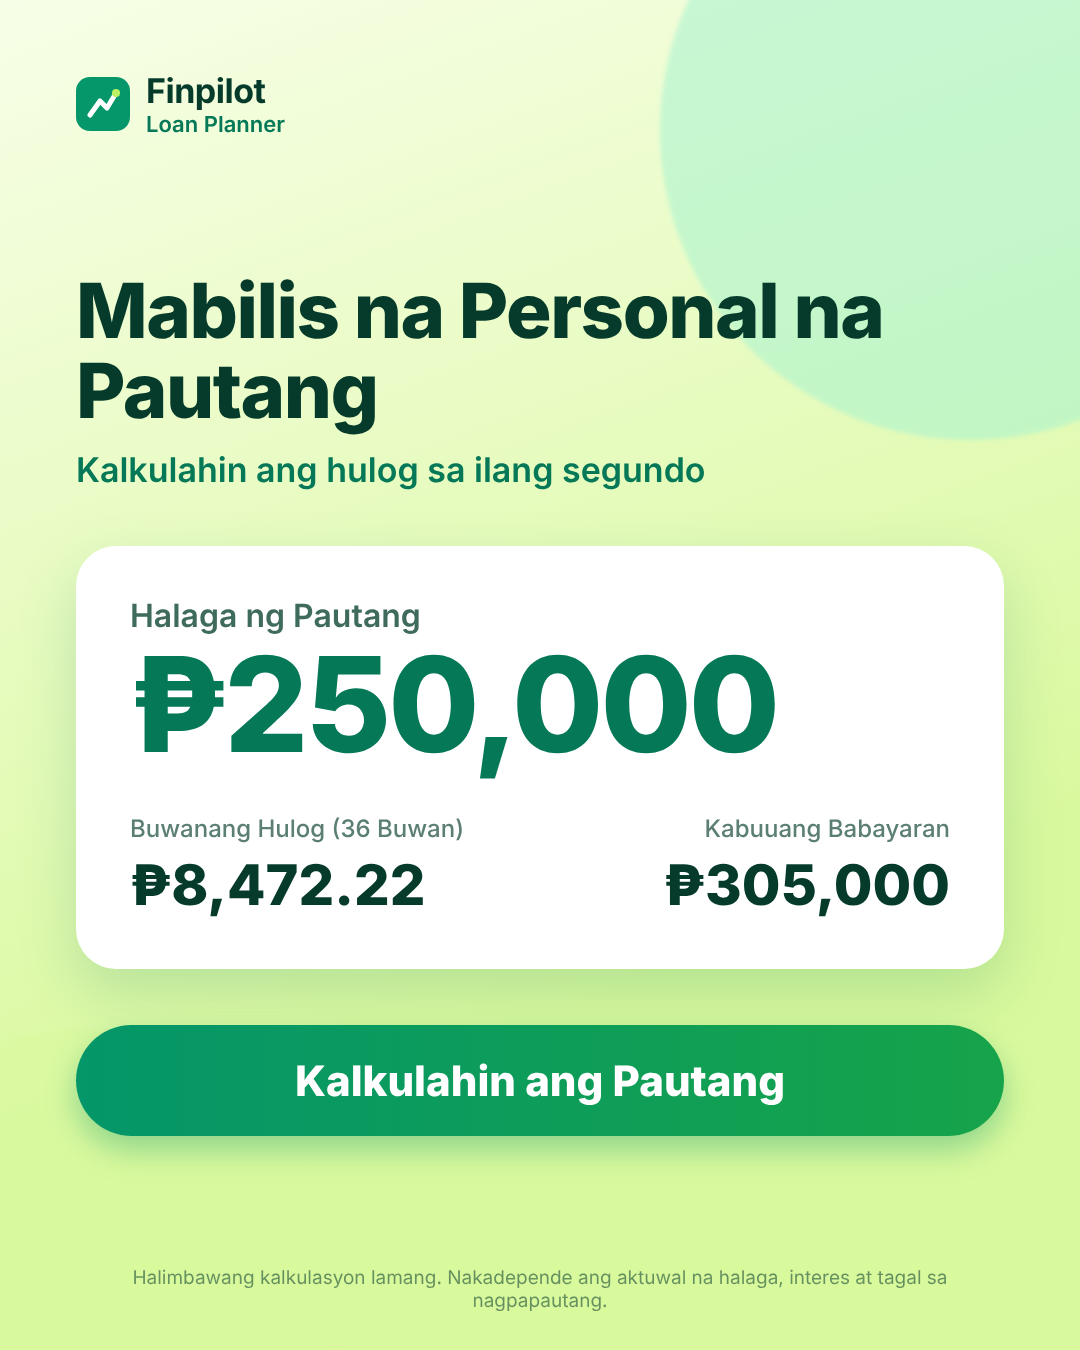 Finpilot
Loan Planner
Mabilis na Personal na
Pautang
Kalkulahin ang hulog sa ilang segundo
Halaga ng Pautang
₱250,000
Buwanang Hulog (36 Buwan)
₱8,472.22
Kabuuang Babayaran
₱305,000
Kalkulahin ang Pautang
Halimbawang kalkulasyon lamang. Nakadepende ang aktuwal na halaga, interes at tagal sa
nagpapautang.